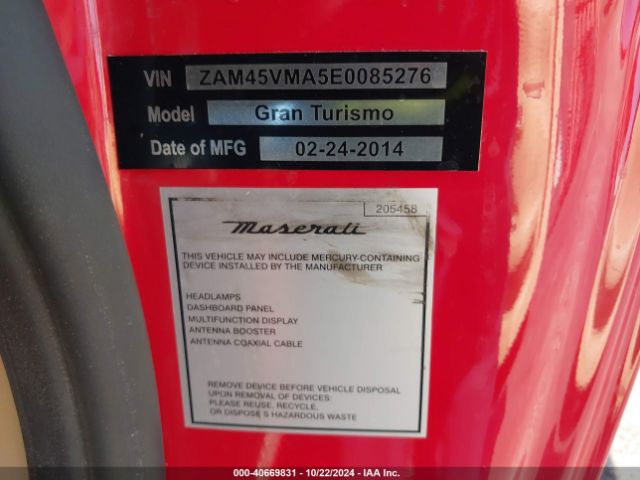 VIN ZAM45VMA5E0085276
Model Gran Turismo
Date of MFG 02-24-2014
205458
Maserati
THIS VEHICLE MAY INCLUDE MERCURY-CONTAINING
DEVICE INSTALLED BY THE MANUFACTURER
HEADLAMPS
DASHBOARD PANEL
MULTIFUNCTION DISPLAY
ANTENNA BOOSTER
ANTENNA COAXIAL CABLE
REMOVE DEVICE BEFORE VEHICLE DISPOSAL
UPON REMOVAL OF DEVICES:
PLEASE REUSE, RECYCLE,
OR DISPOSE S HAZARDOUS WASTE
000-40669831 - 10/22/2024 - IAA Inc.